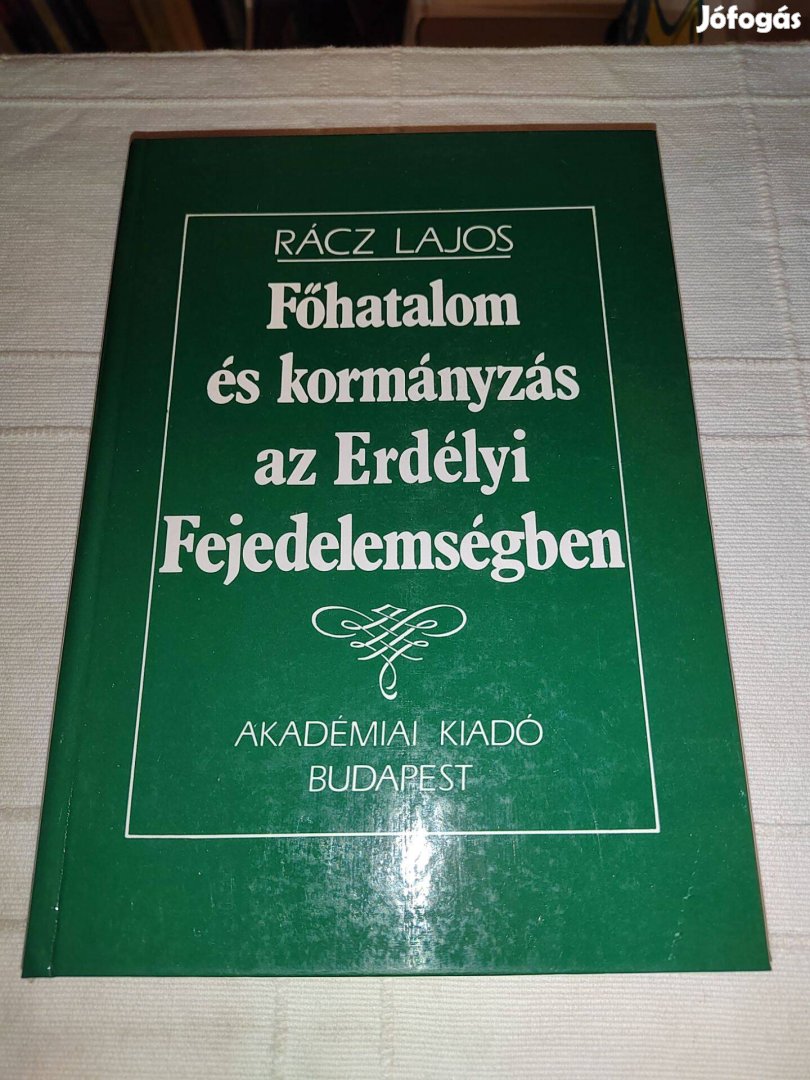 Jófogás
RÁCZ LAJOS
Főhatalom
és kormányzás
az Erdélyi
Fejedelemségben
AKADÉMIAI KIADÓ
BUDAPEST